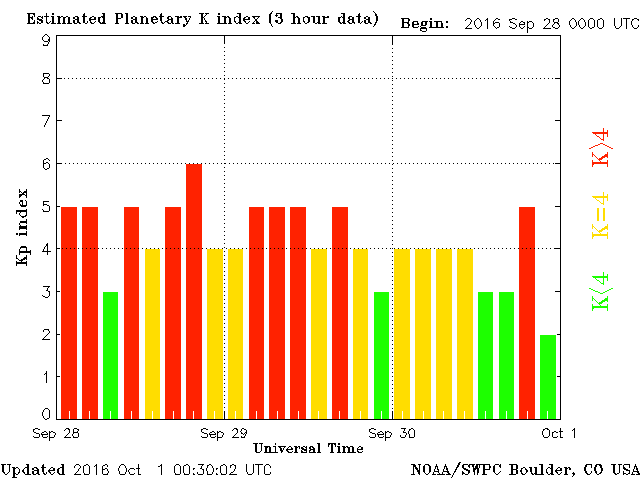 Estimated Planetary K index (3 hour data)
Begin: 2016 Sep 28 0000 UTC
9
8
7
6
5
4
3
2
1
0
Kp index
K>4
K=4
K<4
Sep 28
Sep 29
Sep 30
Oct 1
Universal Time
Updated 2016 Oct 1 00:30:02 UTC
NOAA/SWPC Boulder, CO USA